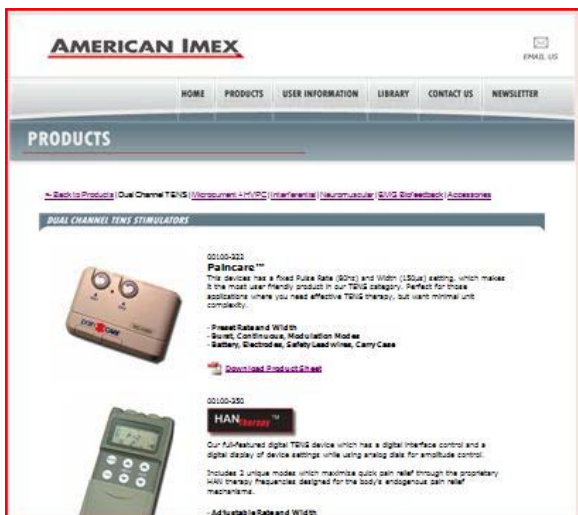 AMERICAN IMEX
EMAIL US
HOME PRODUCTS USER INFORMATION LIBRARY CONTACT US NEWSLETTER
PRODUCTS
Back to Products | Dual Channel TENS | Microcurrent + HVPC | Interferential | Neuromuscular | EMG Biofeedback | Accessories
DUAL CHANNEL TENS STIMULATORS
00100-322
Paincare™
This devices has a fixed Pulse Rate (80hz) and Width (150µs) setting, which makes
it the most user friendly product in our TENS category. Perfect for those
applications where you need effective TENS therapy, but want minimal unit
complexity.
- Preset Rate and Width
- Burst, Continuous, Modulation Modes
- Battery, Electrodes, Safety Lead wires, Carry Case
Download Product Sheet
00100-350
HAN Therapy™
Our full-featured digital TENS device which has a digital interface control and a
digital display of device settings while using analog dials for amplitude control.
Includes 2 unique modes which maximise quick pain relief through the proprietary
HAN therapy frequencies designed for the body's endogenous pain relief
mechanisms.
- Adjustable Rate and Width